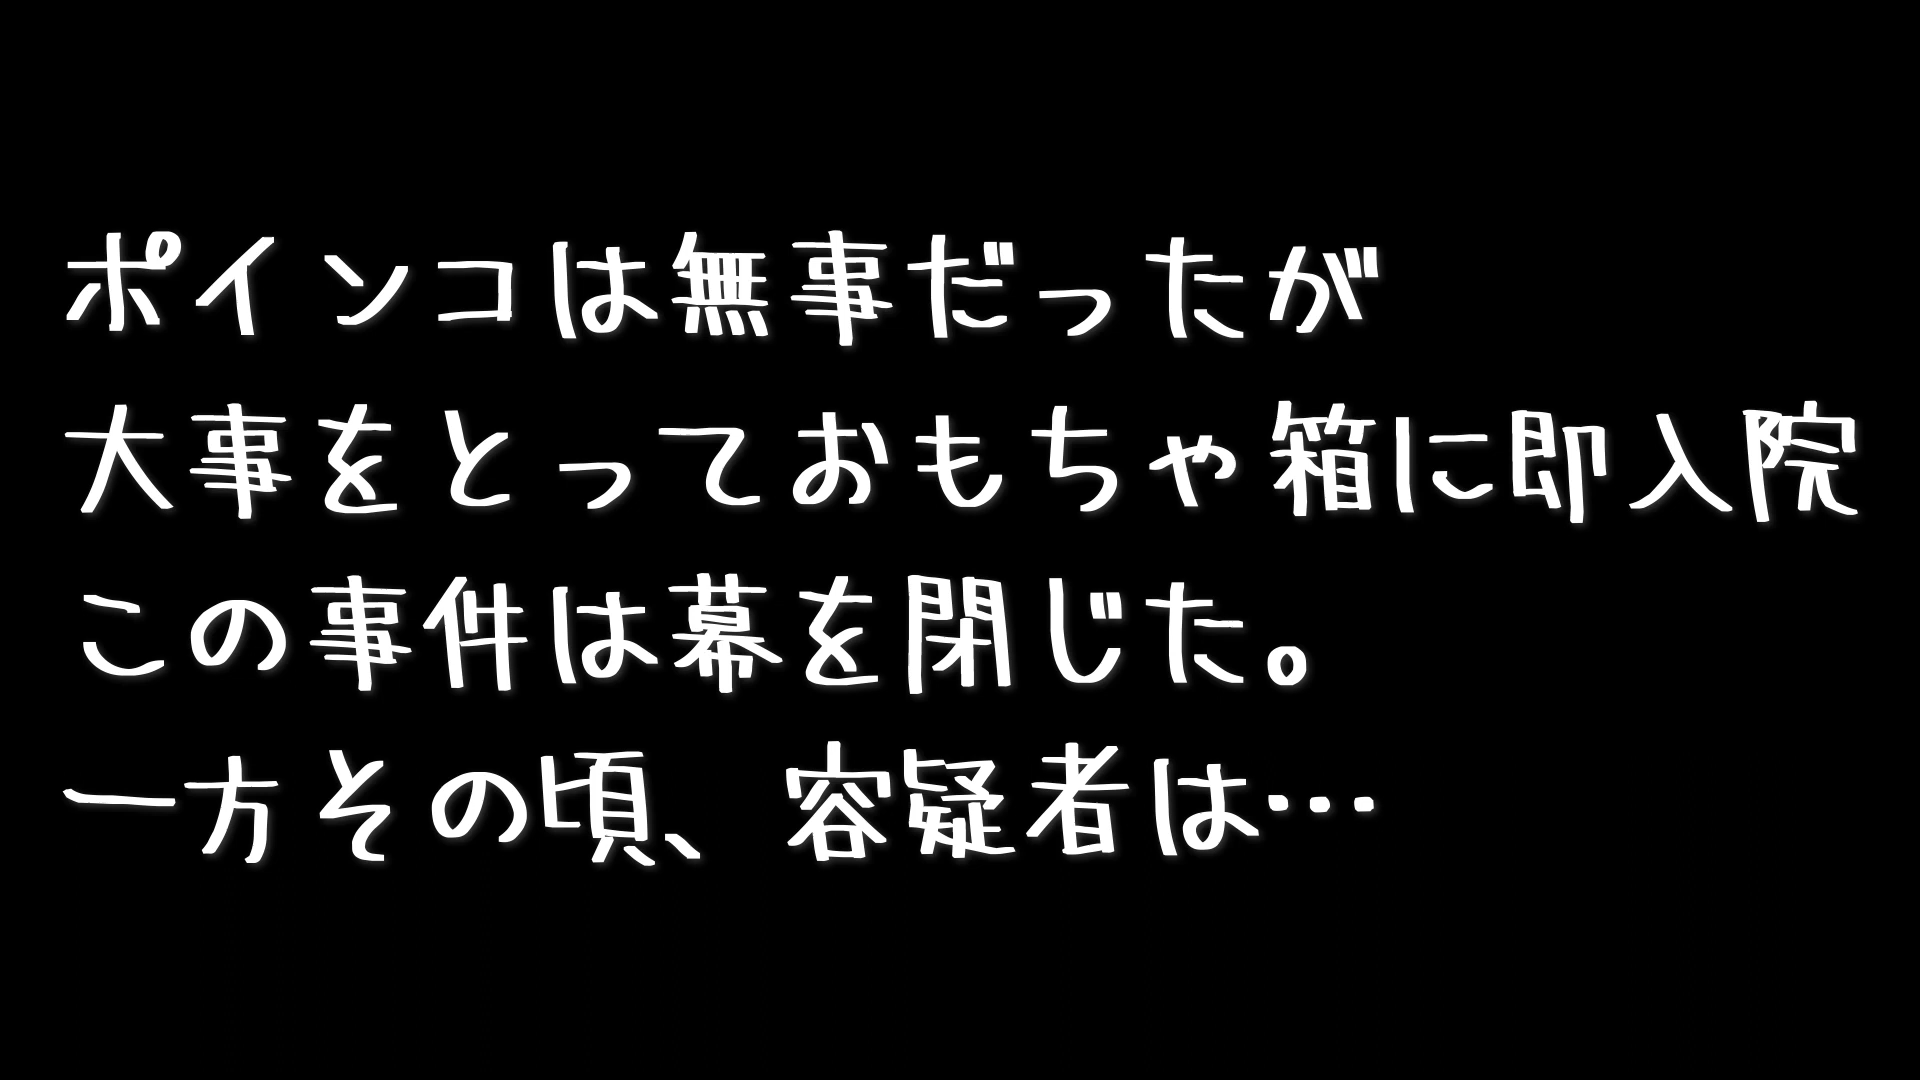 ポインコは無事だったが
大事をとっておもちゃ箱に即入院
この事件は幕を閉じた。
一方その頃、容疑者は…